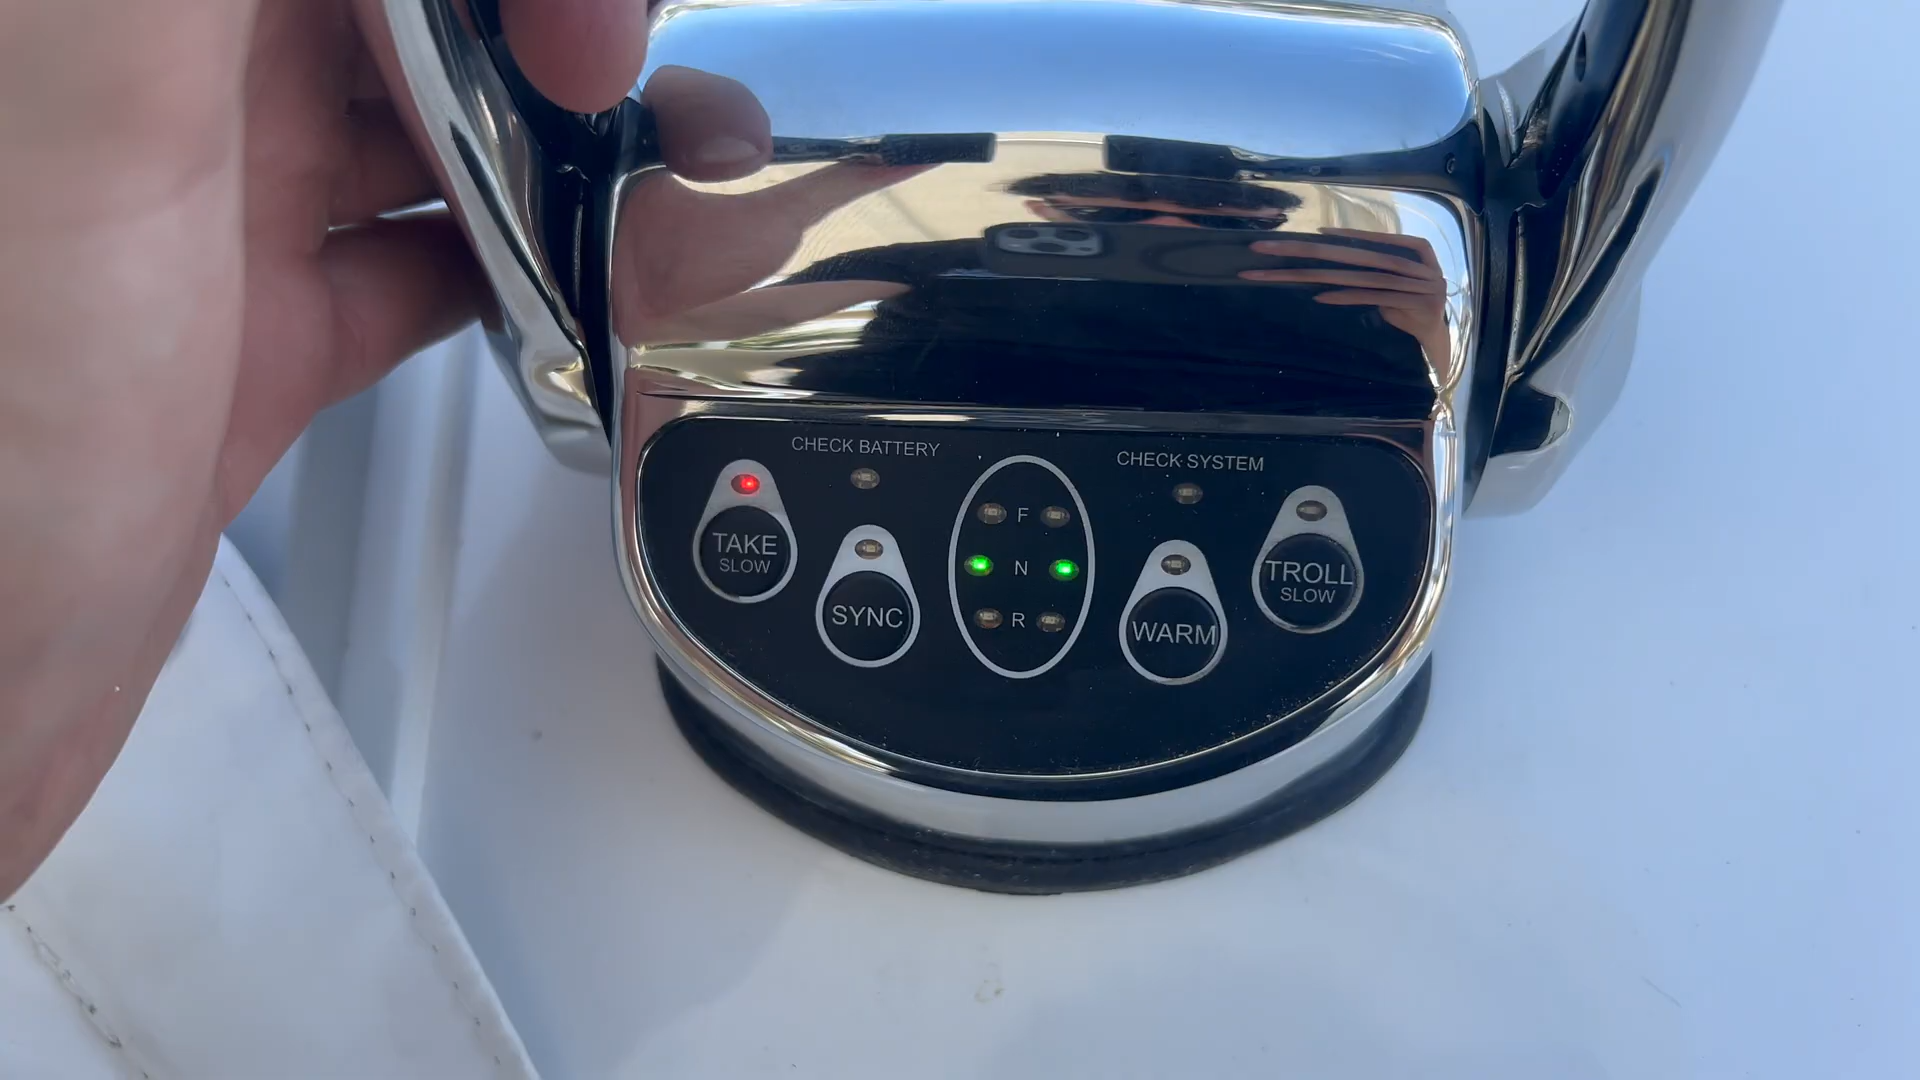 CHECK BATTERY
CHECK SYSTEM
TAKE
SLOW
SYNC
F
N
R
WARM
TROLL
SLOW